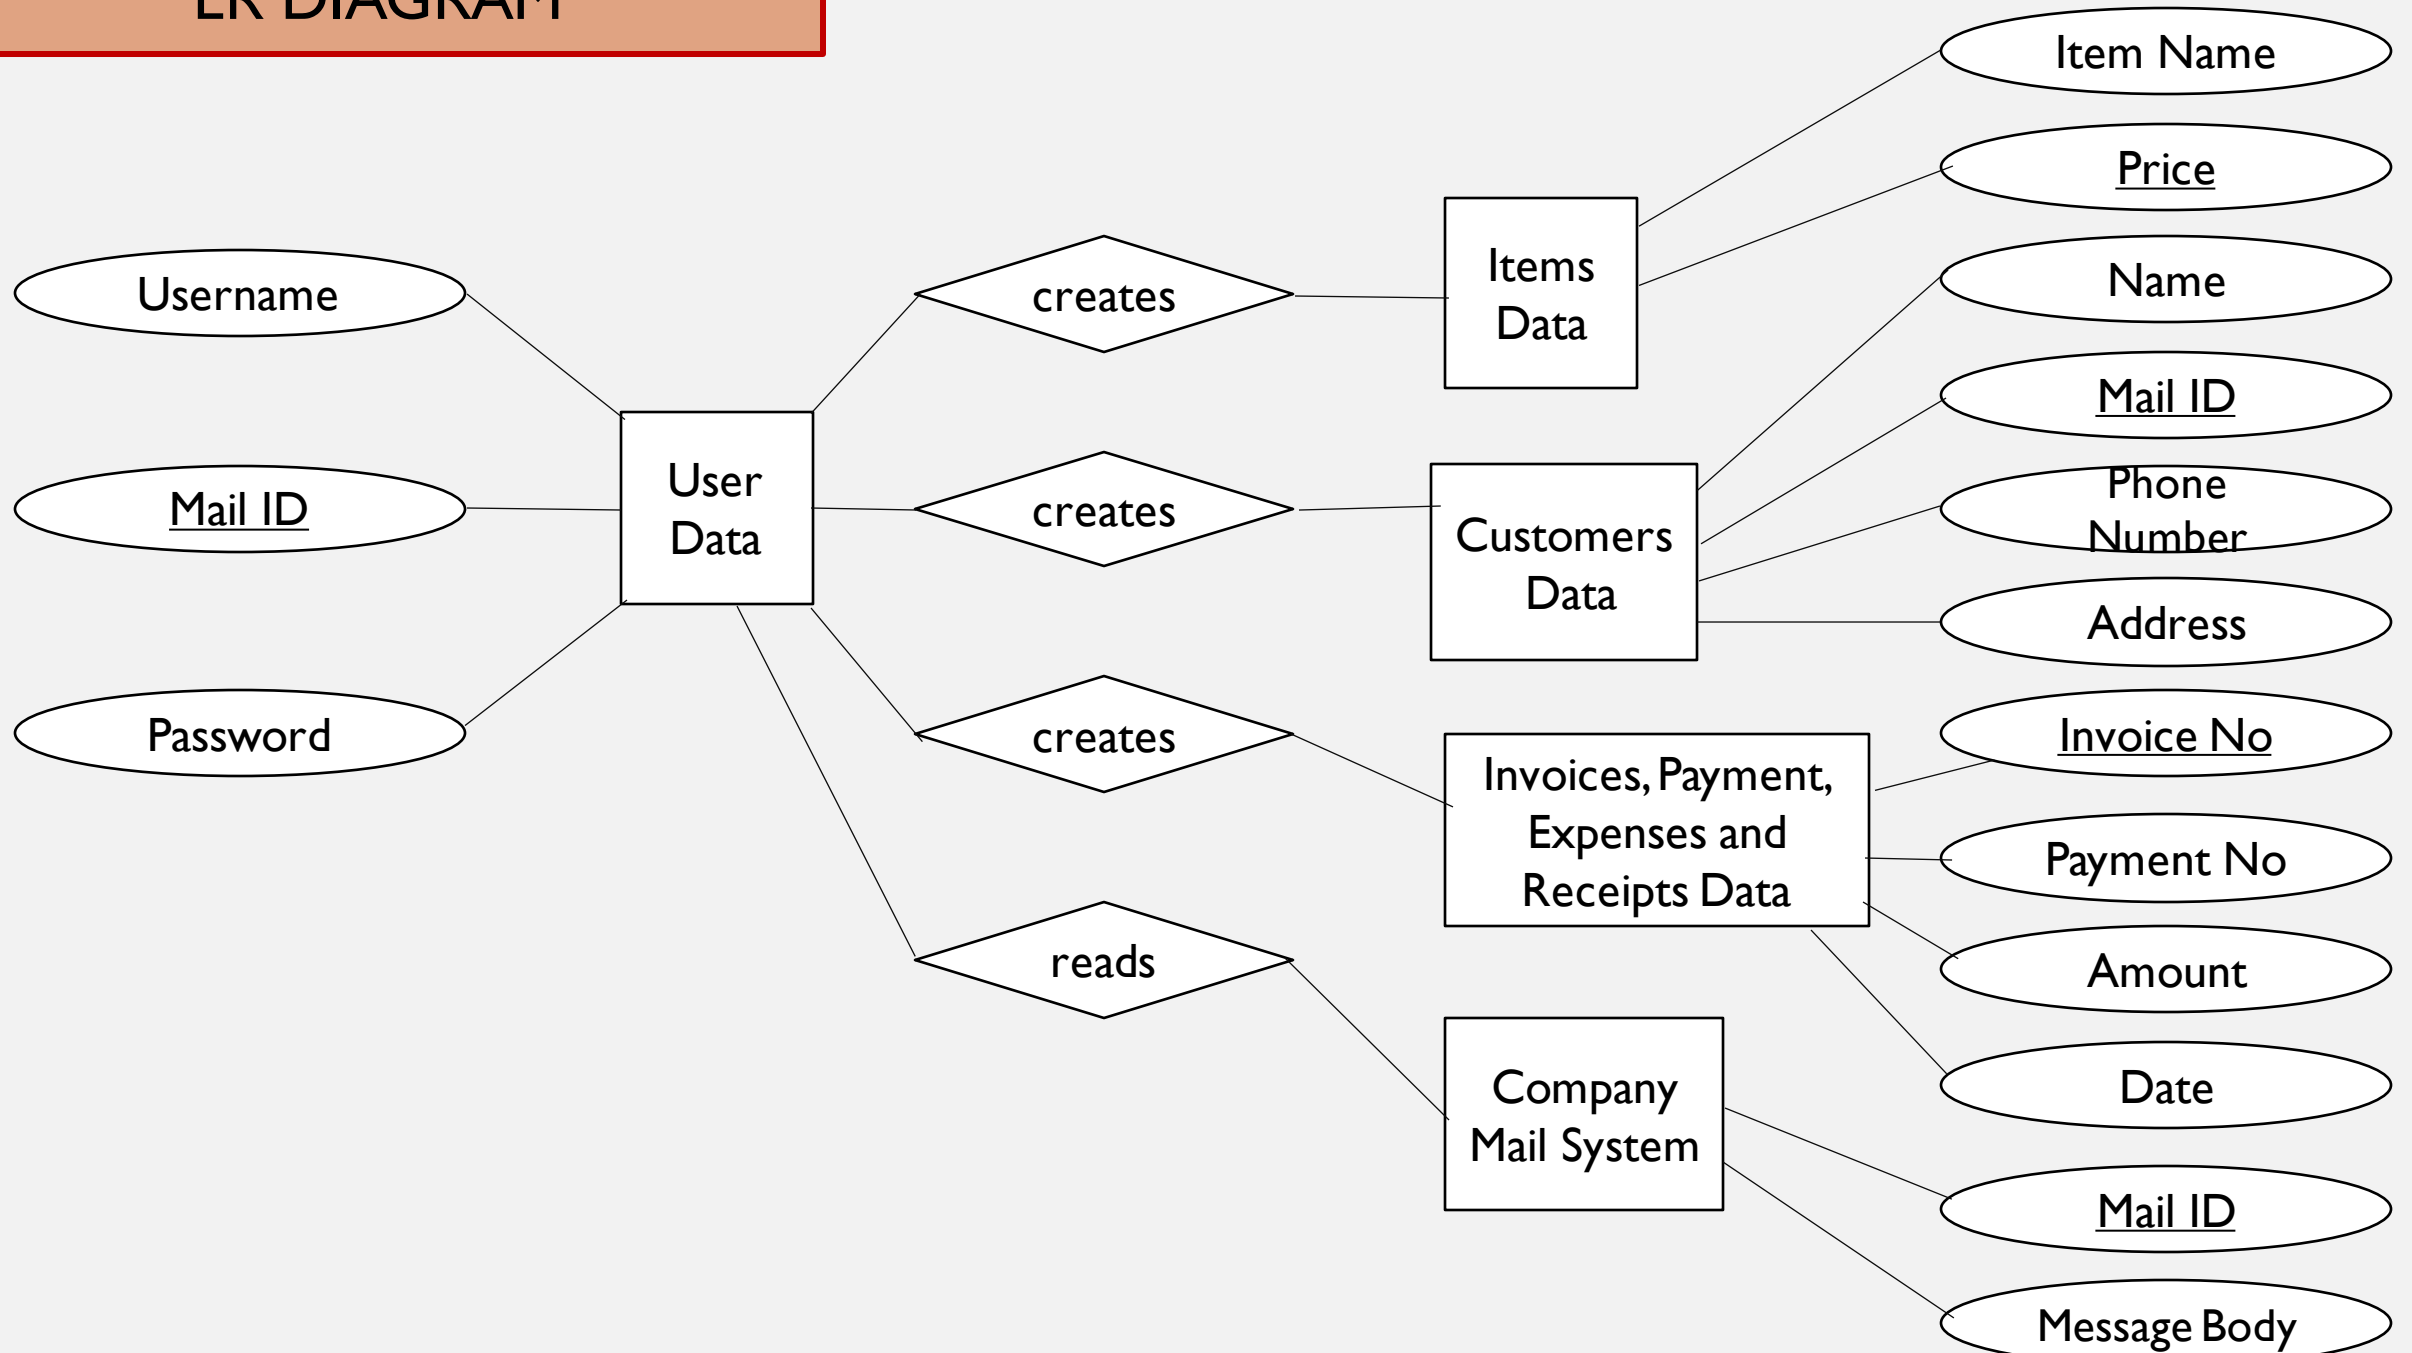 ER DIAGRAM
Item Name
Price
Name
Mail ID
Phone
Number
Address
Invoice No
Payment No
Amount
Date
Mail ID
Message Body
Username
Mail ID
Password
User
Data
creates
creates
creates
reads
Items
Data
Customers
Data
Invoices, Payment,
Expenses and
Receipts Data
Company
Mail System